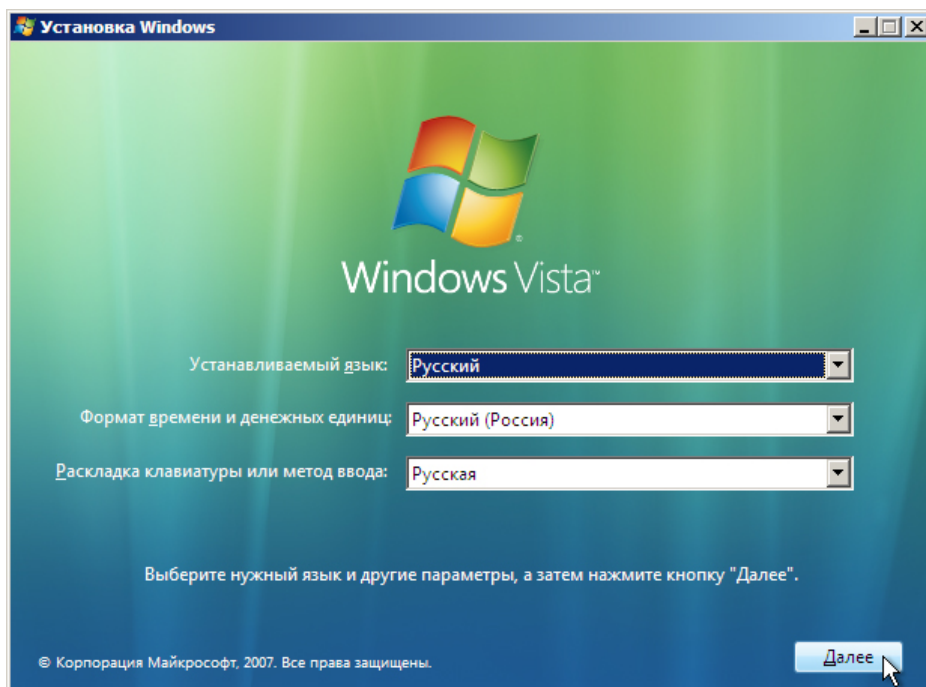 Установка Windows
Windows Vista™
Устанавливаемый язык: Русский
Формат времени и денежных единиц: Русский (Россия)
Раскладка клавиатуры или метод ввода: Русская
Выберите нужный язык и другие параметры, а затем нажмите кнопку "Далее".
© Корпорация Майкрософт, 2007. Все права защищены.
Далее